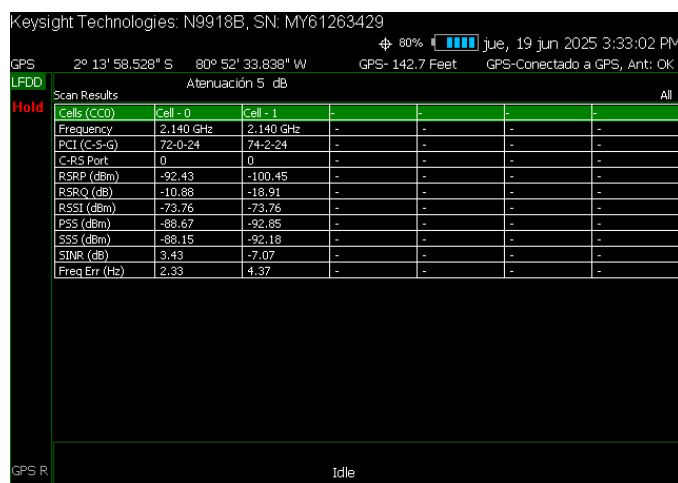 Keysight Technologies: N9918B, SN: MY61263429
80% jue, 19 jun 2025 3:33:02 PM
GPS 2º 13' 58.528" S 80º 52' 33.838" W GPS- 142.7 Feet GPS-Conectado a GPS, Ant: OK
LFDD Atenuación 5 dB
Scan Results All
Hold
Cells (CC0) Cell - 0 Cell - 1 - - - -
Frequency 2.140 GHz 2.140 GHz - - - -
PCI (C-S-G) 72-0-24 74-2-24 - - - -
C-RS Port 0 0 - - - -
RSRP (dBm) -92.43 -100.45 - - - -
RSRQ (dB) -10.88 -18.91 - - - -
RSSI (dBm) -73.76 -73.76 - - - -
PSS (dBm) -88.67 -92.85 - - - -
SSS (dBm) -88.15 -92.18 - - - -
SINR (dB) 3.43 -7.07 - - - -
Freq Err (Hz) 2.33 4.37 - - - -
GPS R Idle